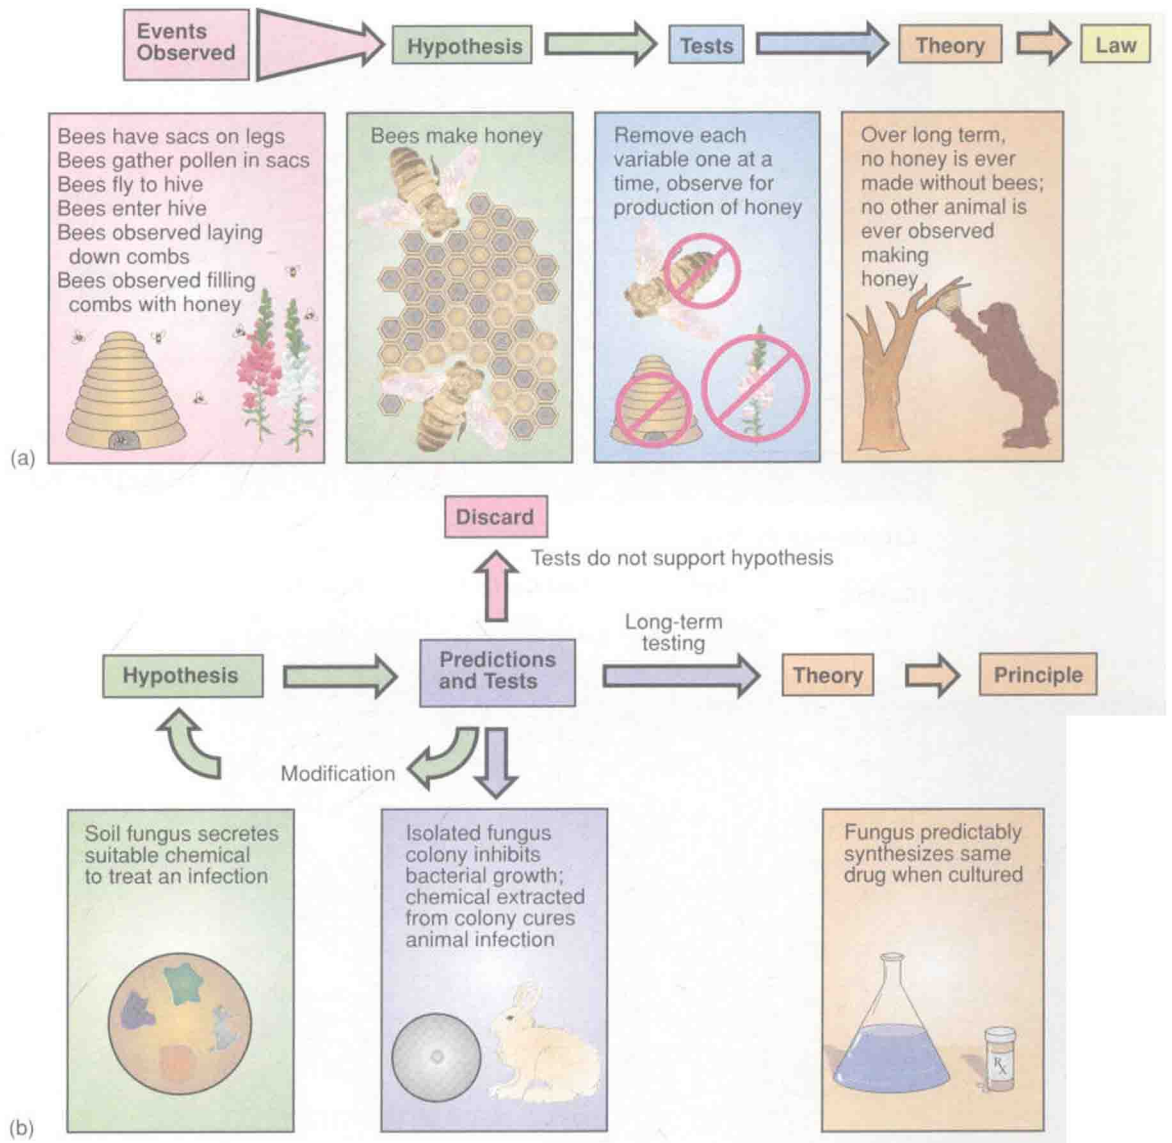 Events
Observed
Hypothesis
Tests
Theory
Law
Bees have sacs on legs
Bees gather pollen in sacs
Bees fly to hive
Bees enter hive
Bees observed laying
down combs
Bees observed filling
combs with honey
Bees make honey
Remove each
variable one at a
time, observe for
production of honey
Over long term,
no honey is ever
made without bees;
no other animal is
ever observed
making
honey
(a)
Discard
Tests do not support hypothesis
Hypothesis
Predictions
and Tests
Long-term
testing
Theory
Principle
Modification
Soil fungus secretes
suitable chemical
to treat an infection
Isolated fungus
colony inhibits
bacterial growth;
chemical extracted
from colony cures
animal infection
Fungus predictably
synthesizes same
drug when cultured
Rx
(b)